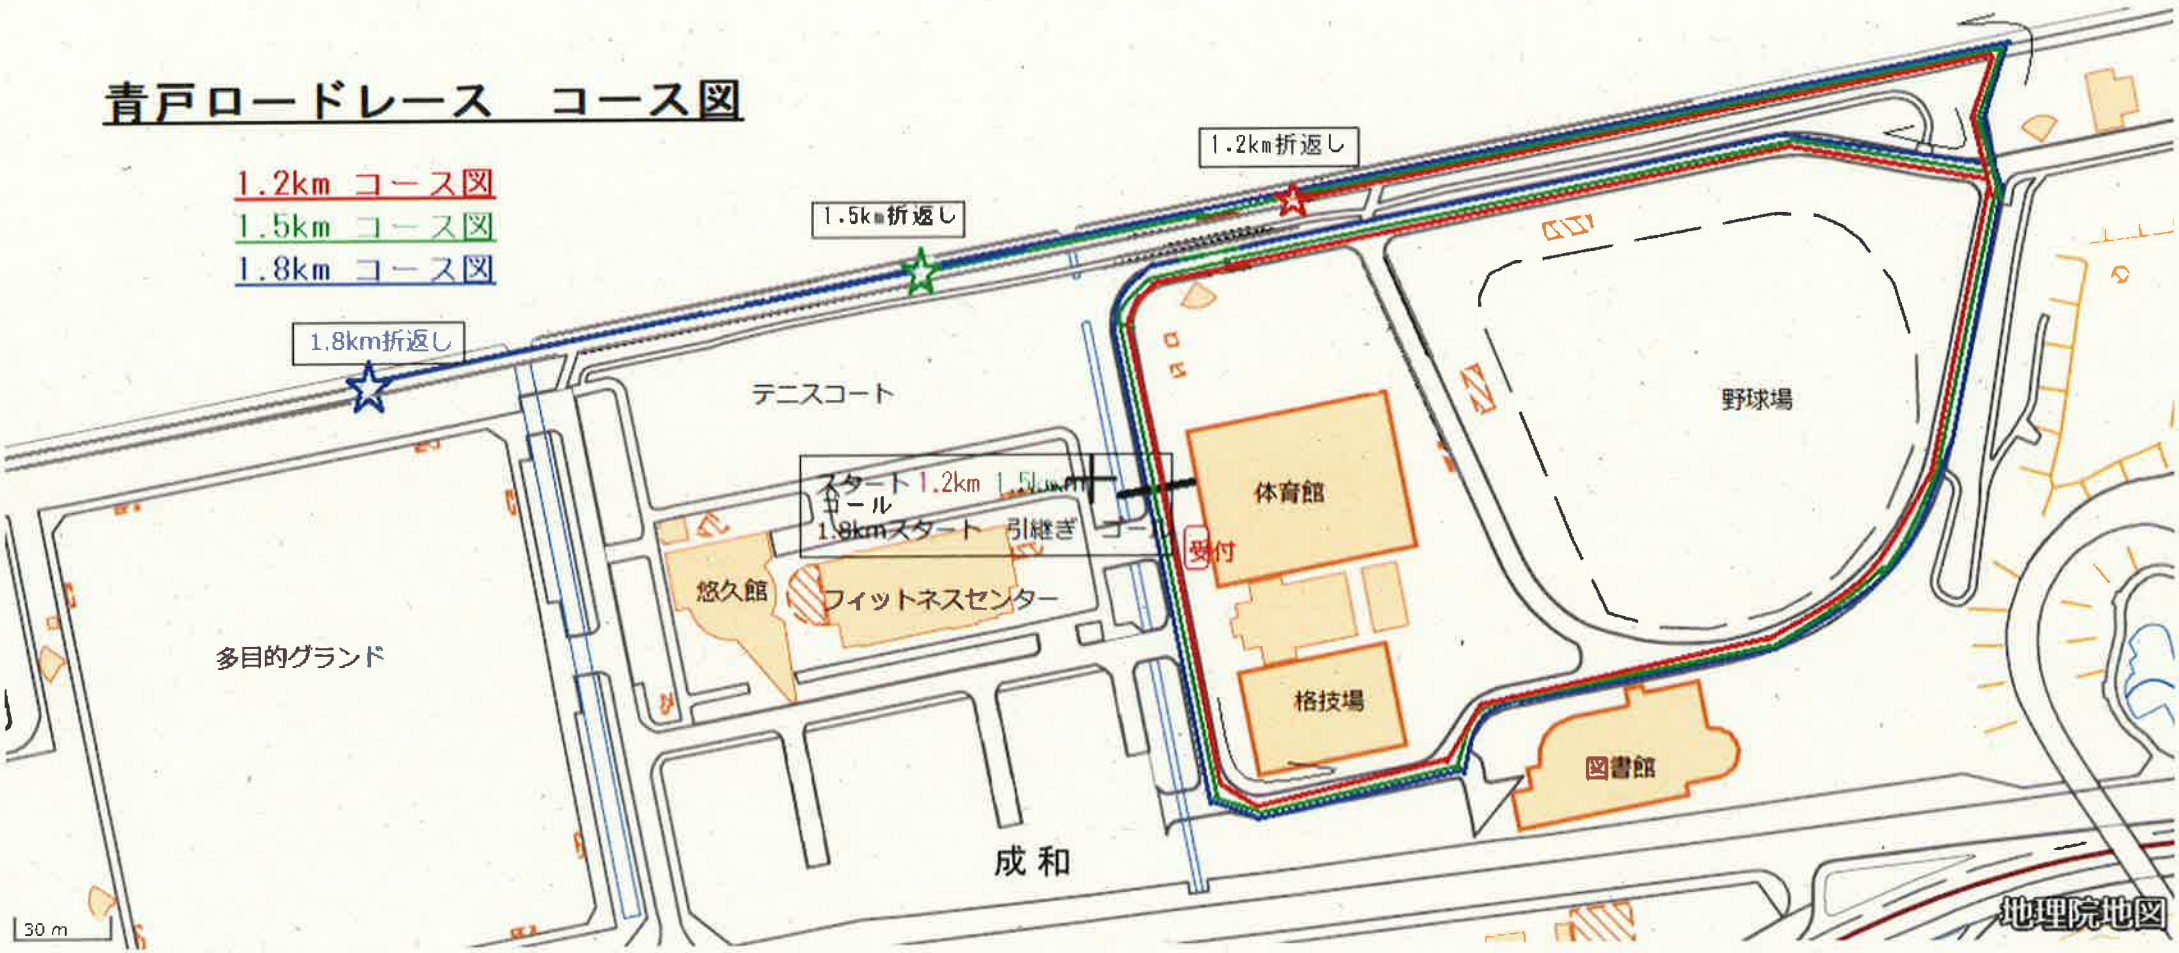 青戸ロードレース　コース図
1.2km コース図
1.5km コース図
1.8km コース図
1.2km折返し
1.5km折返し
1.8km折返し
テニスコート
野球場
スタート 1.2km 1.5km
ゴール
1.8kmスタート　引継ぎ　ゴール
体育館
受付
悠久館
フィットネスセンター
多目的グランド
格技場
図書館
成和
30 m
地理院地図